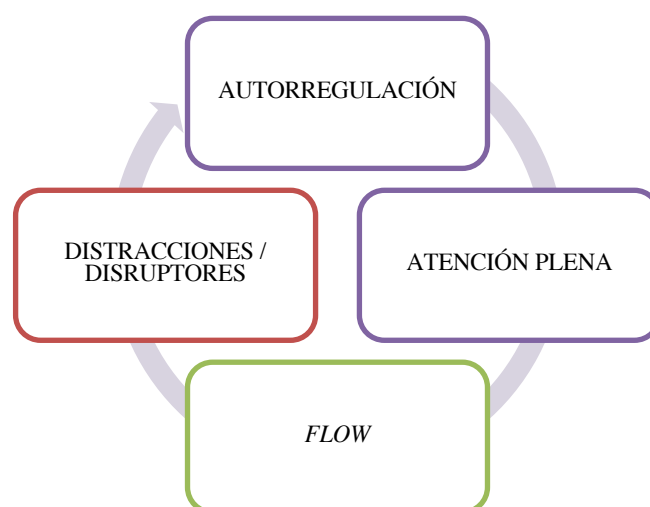 AUTORREGULACIÓN
ATENCIÓN PLENA
FLOW
DISTRACCIONES /
DISRUPTORES